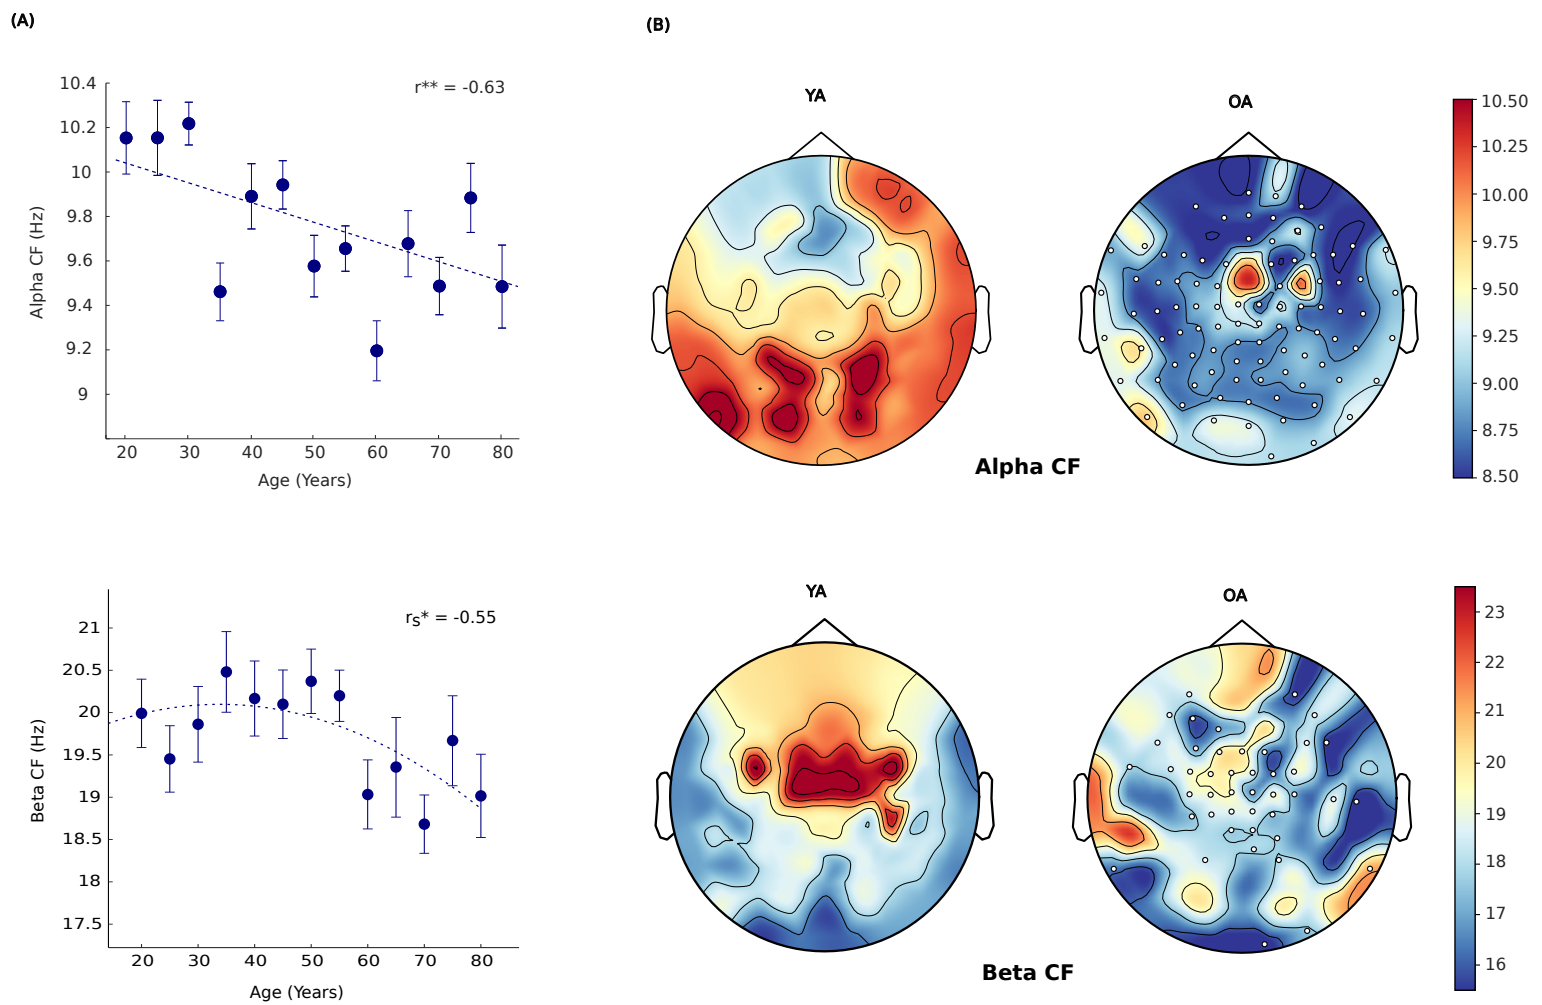 (A)
r** = -0.63
10.4
10.2
10
9.8
9.6
9.4
9.2
9
Alpha CF (Hz)
20 30 40 50 60 70 80
Age (Years)
(B)
YA
OA
10.50
10.25
10.00
9.75
9.50
9.25
9.00
8.75
8.50
Alpha CF
rs* = -0.55
21
20.5
20
19.5
19
18.5
18
17.5
Beta CF (Hz)
20 30 40 50 60 70 80
Age (Years)
YA
OA
23
22
21
20
19
18
17
16
Beta CF